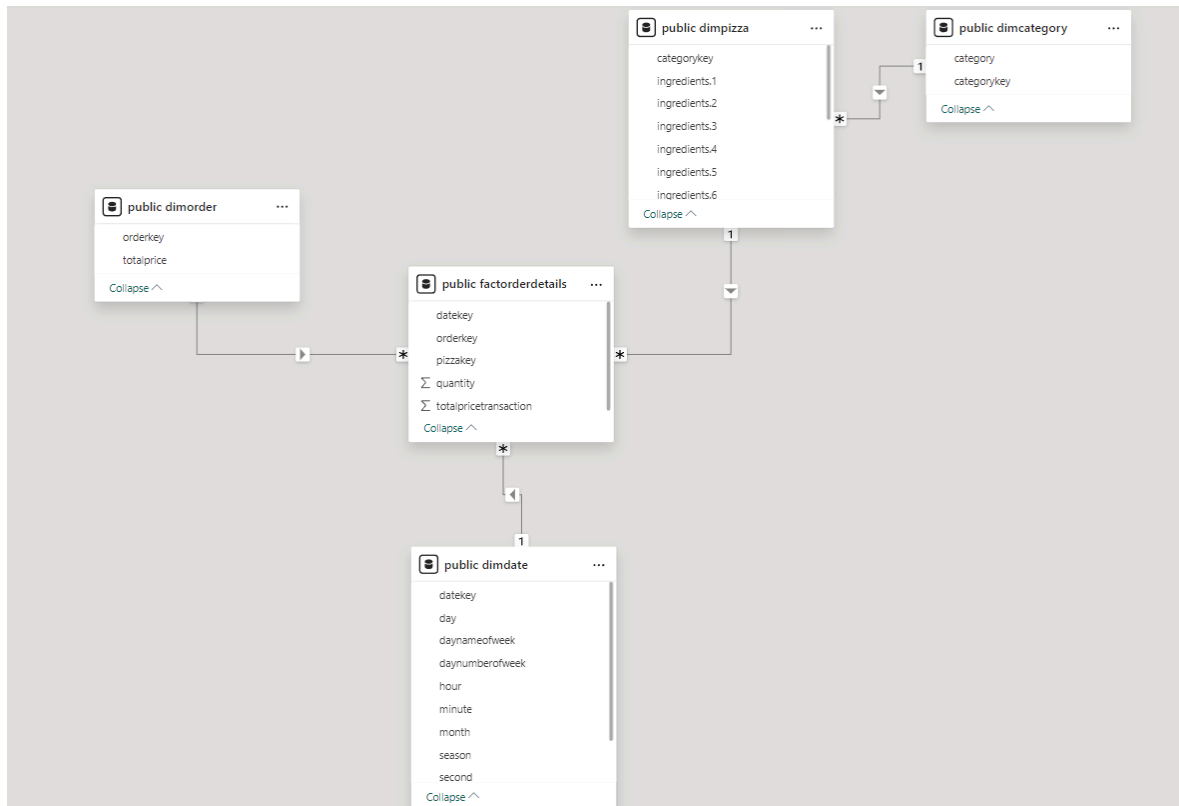 public dimpizza ...
categorykey
ingredients.1
ingredients.2
ingredients.3
ingredients.4
ingredients.5
ingredients.6
Collapse
1
*
public dimcategory ...
category
categorykey
Collapse
1
public dimorder ...
orderkey
totalprice
Collapse
public factorderdetails ...
datekey
orderkey
pizzakey
Σ quantity
Σ totalpricetransaction
Collapse
*
*
*
1
public dimdate ...
datekey
day
daynameofweek
daynumberofweek
hour
minute
month
season
second
Collapse